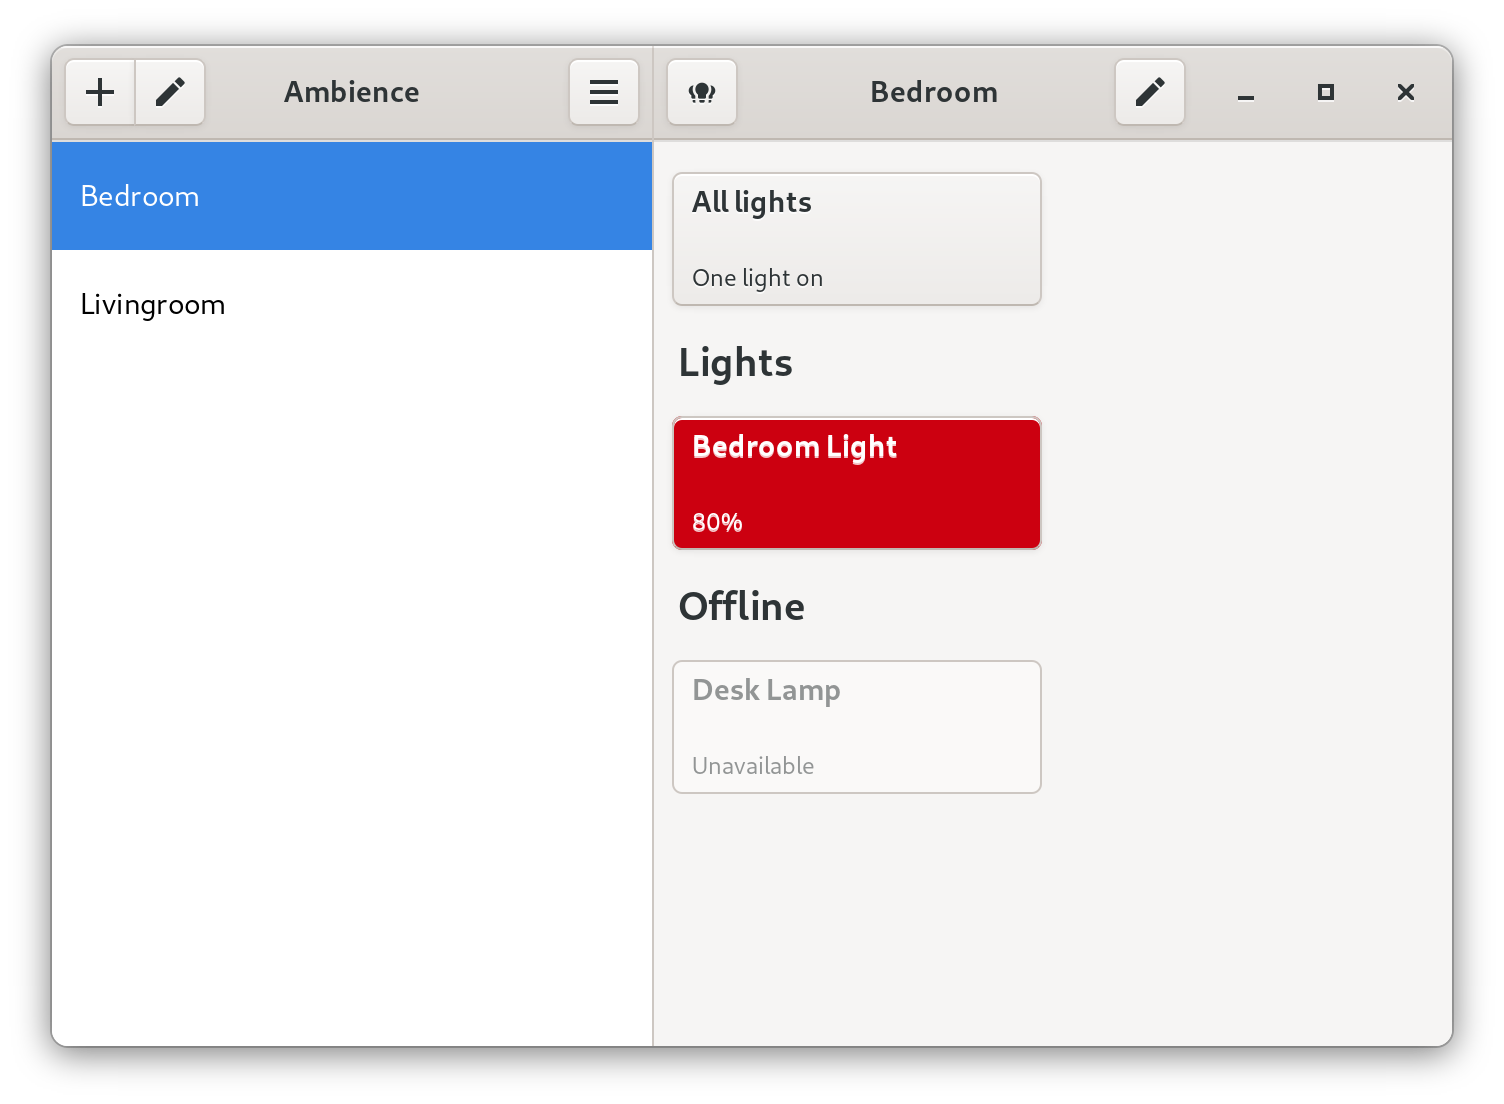 Ambience
Bedroom
Bedroom
Livingroom
All lights
One light on
Lights
Bedroom Light
80%
Offline
Desk Lamp
Unavailable